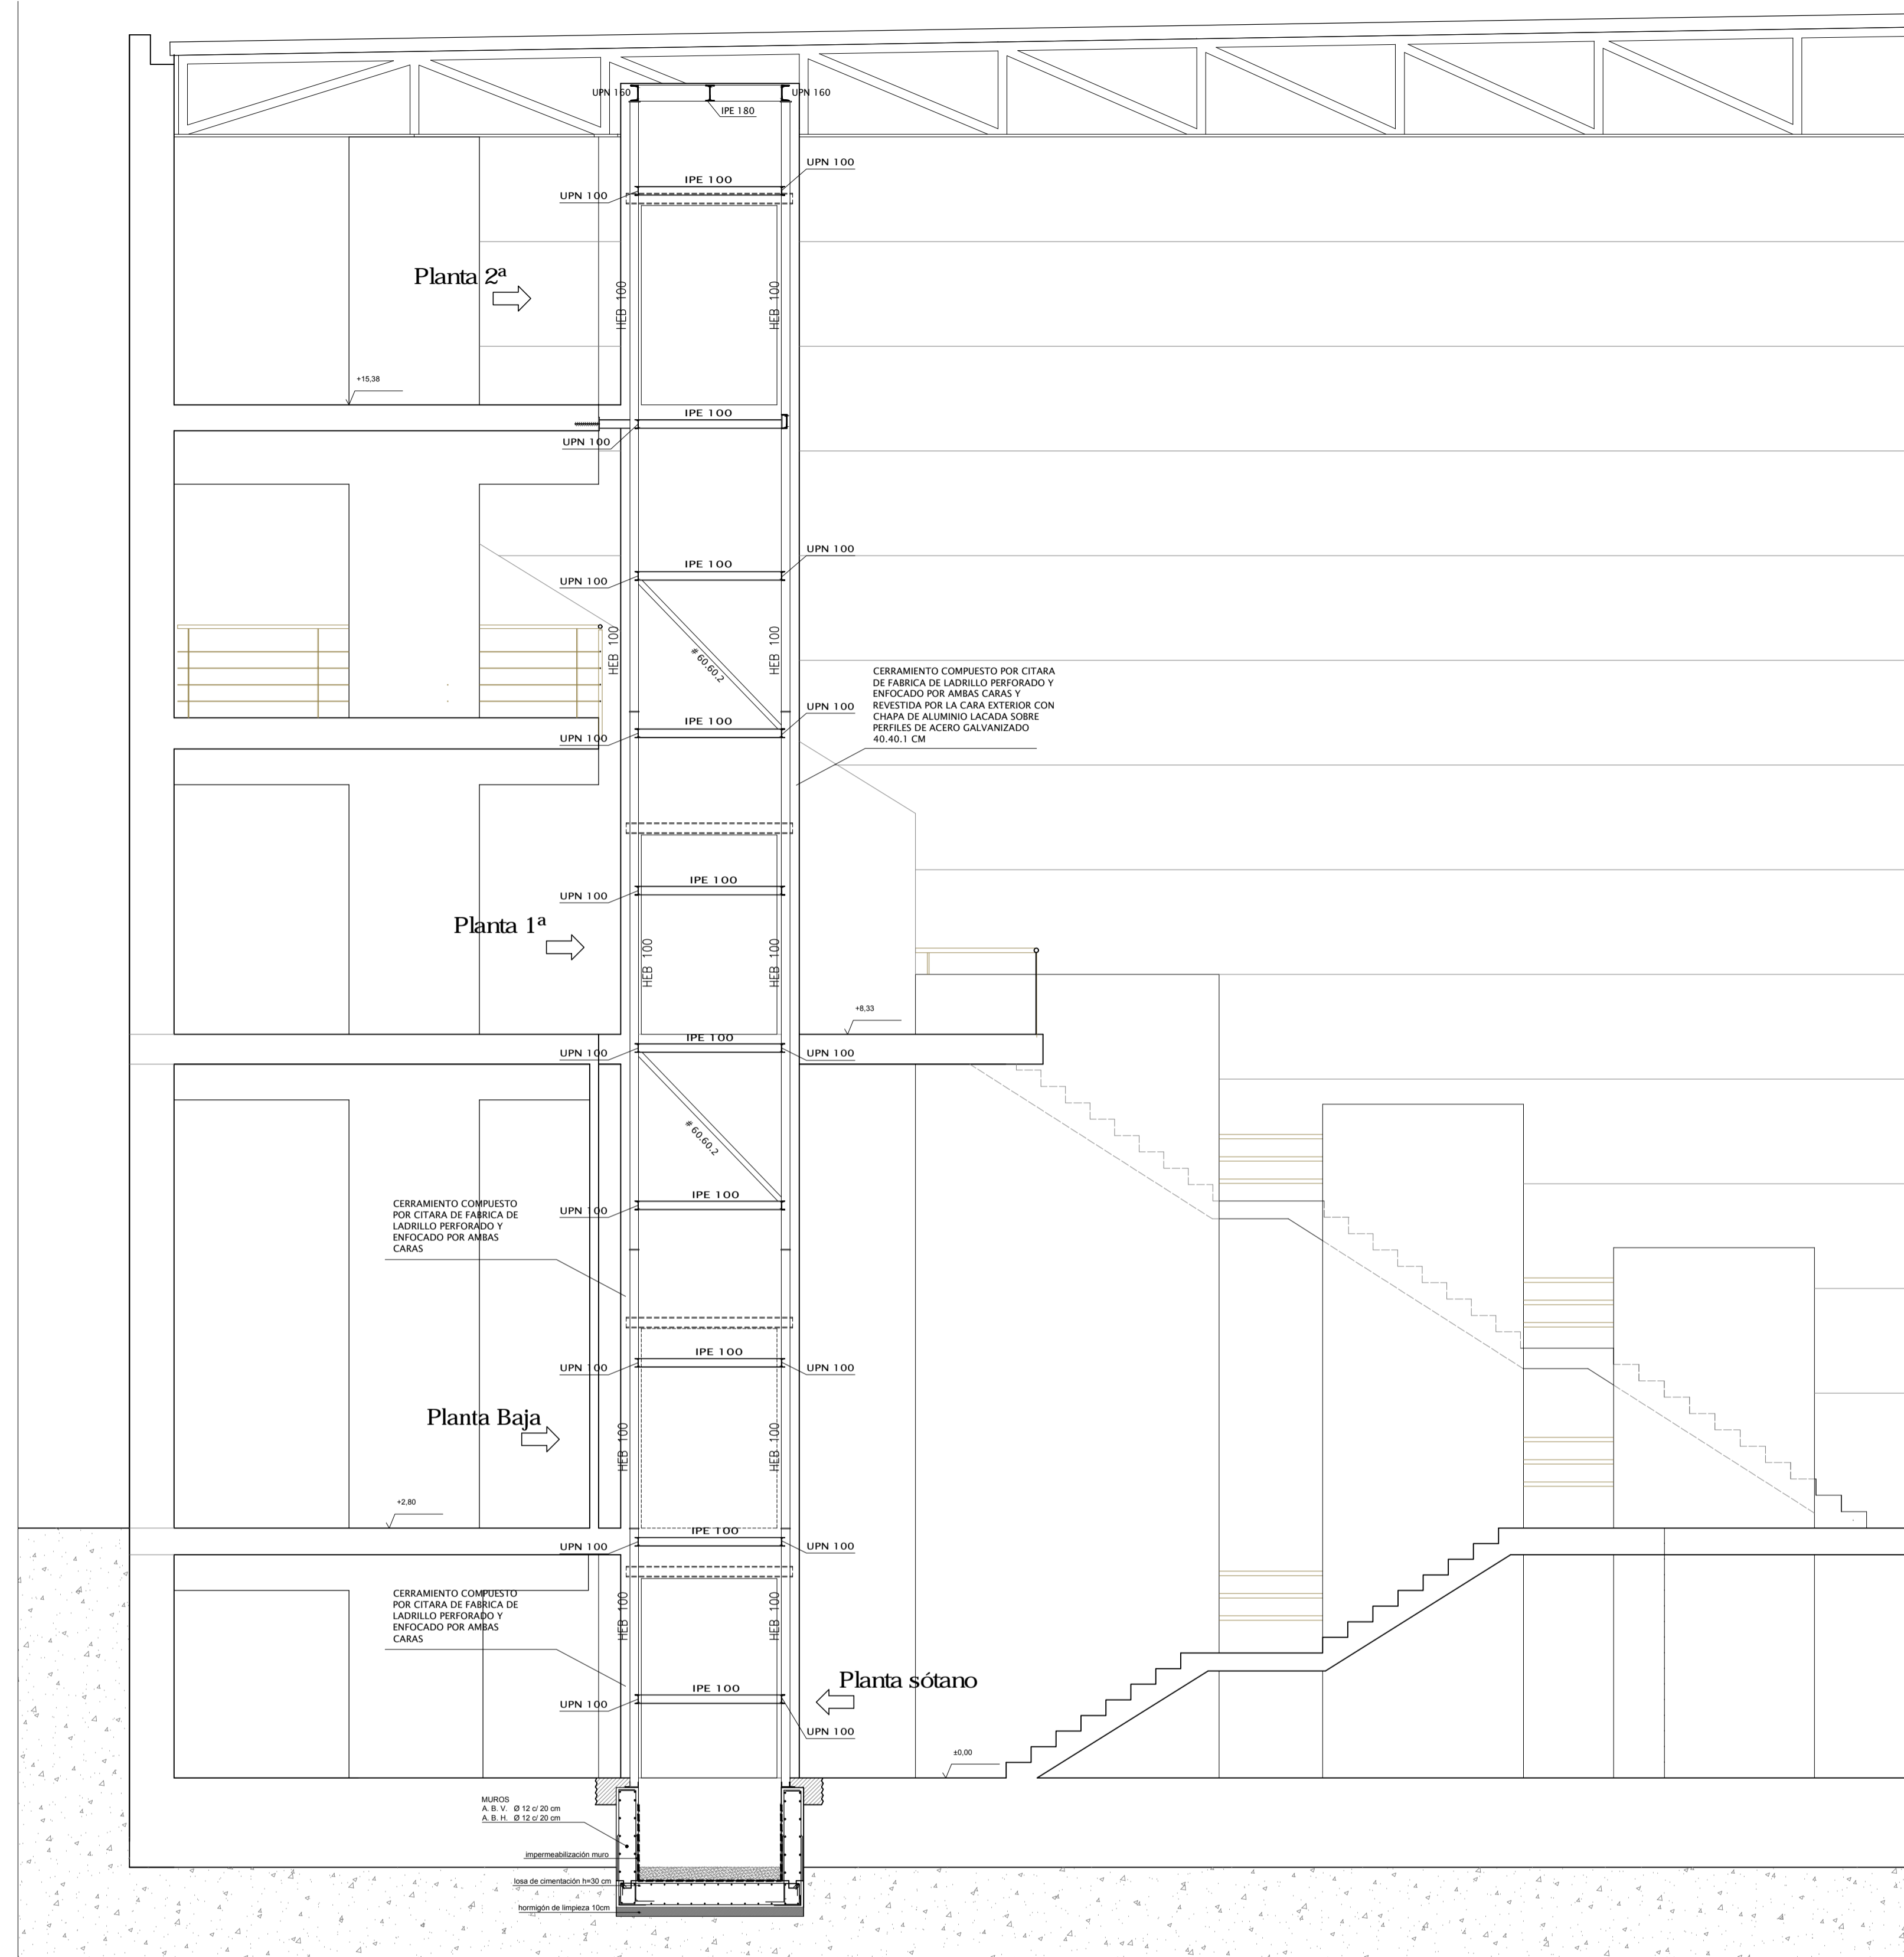 UPN 160
UPN 160
IPE 180
UPN 100
IPE 100
UPN 100
Planta 2ª
HEB 100
HEB 100
+15,38
IPE 100
UPN 100
UPN 100
IPE 100
UPN 100
HEB 100
HEB 100
# 60.60.2
CERRAMIENTO COMPUESTO POR CITARA
DE FABRICA DE LADRILLO PERFORADO Y
ENFOCADO POR AMBAS CARAS Y
REVESTIDA POR LA CARA EXTERIOR CON
CHAPA DE ALUMINIO LACADA SOBRE
PERFILES DE ACERO GALVANIZADO
40.40.1 CM
UPN 100
IPE 100
UPN 100
IPE 100
UPN 100
Planta 1ª
HEB 100
HEB 100
+8,33
IPE 100
UPN 100
UPN 100
# 60.60.2
IPE 100
UPN 100
CERRAMIENTO COMPUESTO
POR CITARA DE FABRICA DE
LADRILLO PERFORADO Y
ENFOCADO POR AMBAS
CARAS
IPE 100
UPN 100
UPN 100
Planta Baja
HEB 100
HEB 100
+2,80
IPE 100
UPN 100
UPN 100
CERRAMIENTO COMPUESTO
POR CITARA DE FABRICA DE
LADRILLO PERFORADO Y
ENFOCADO POR AMBAS
CARAS
HEB 100
HEB 100
Planta sótano
IPE 100
UPN 100
UPN 100
±0,00
MUROS
A. B. V. Ø 12 c/ 20 cm
A. B. H. Ø 12 c/ 20 cm
impermeabilización muro
losa de cimentación h=30 cm
hormigón de limpieza 10cm